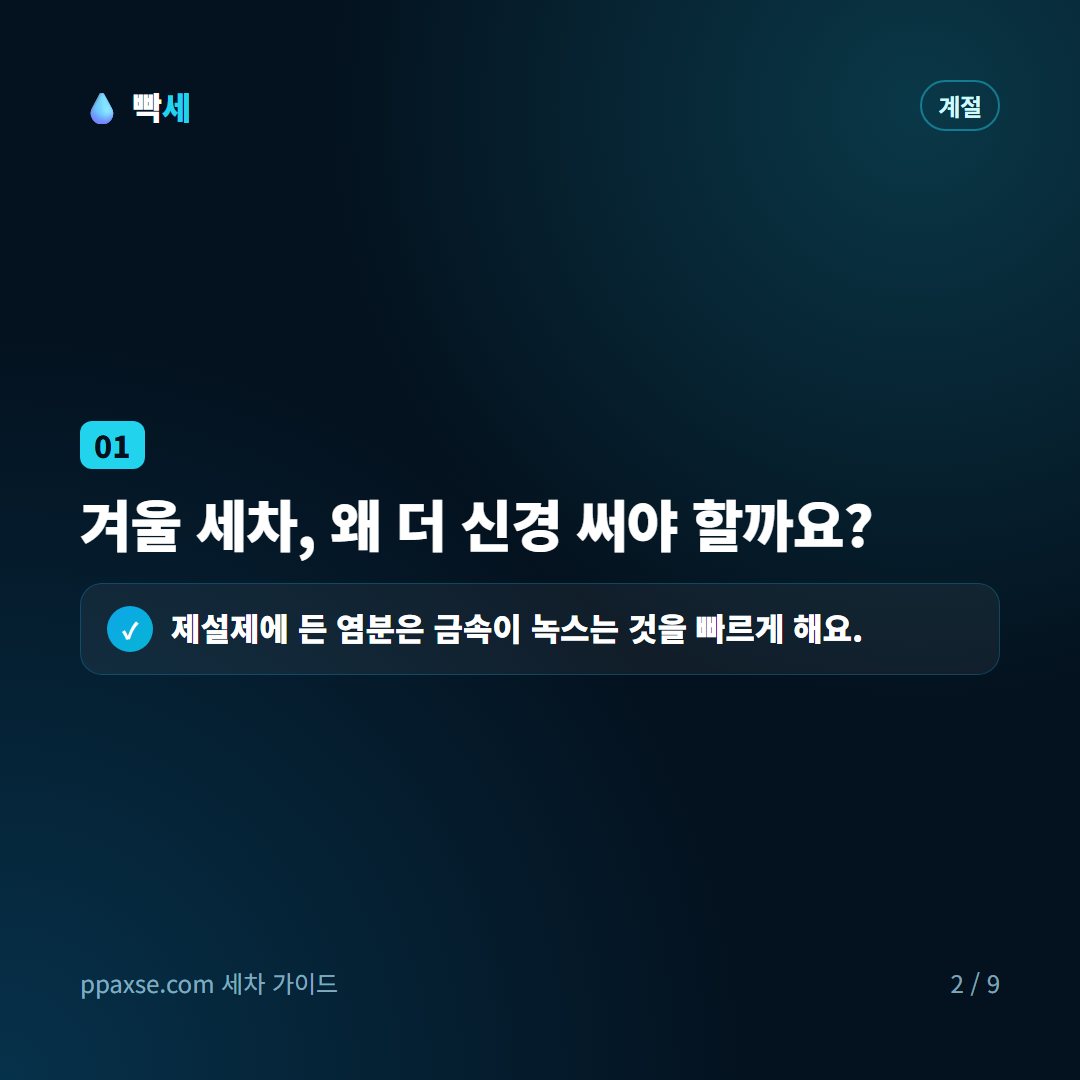 빡세
계절
01
겨울 세차, 왜 더 신경 써야 할까요?
✓ 제설제에 든 염분은 금속이 녹스는 것을 빠르게 해요.
ppaxse.com 세차 가이드
2 / 9